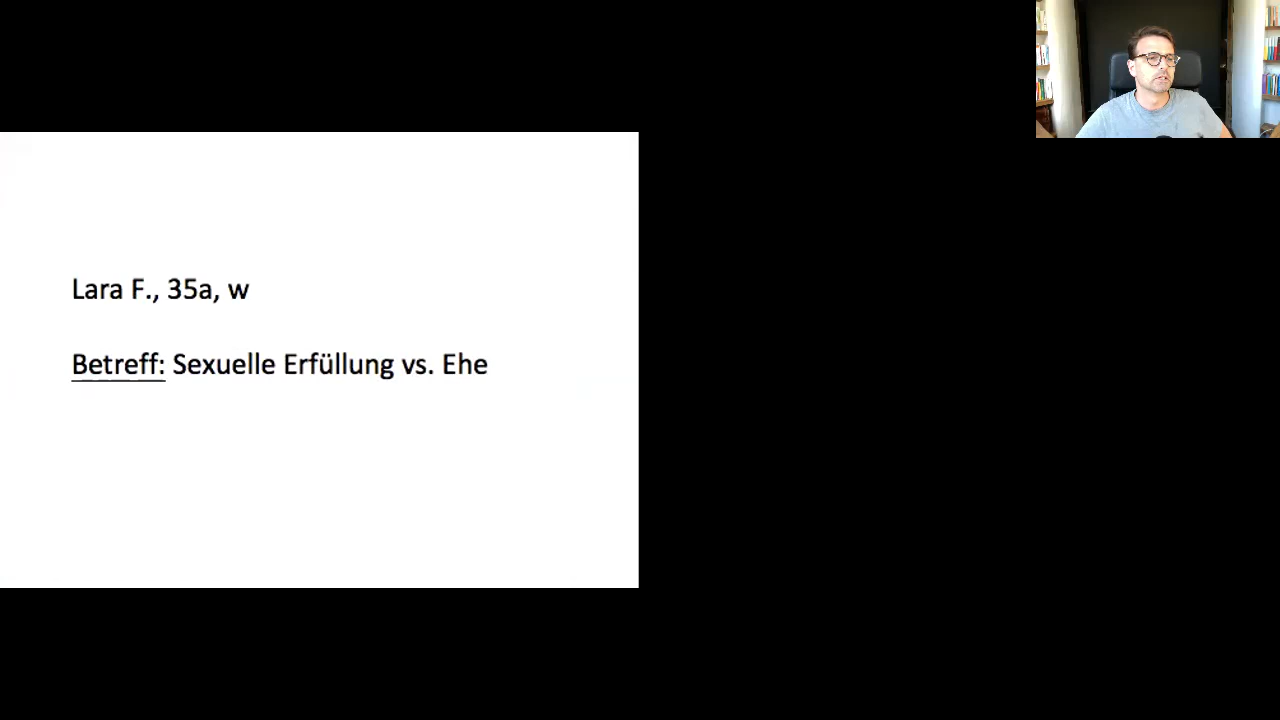 Lara F., 35a, w
Betreff: Sexuelle Erfüllung vs. Ehe